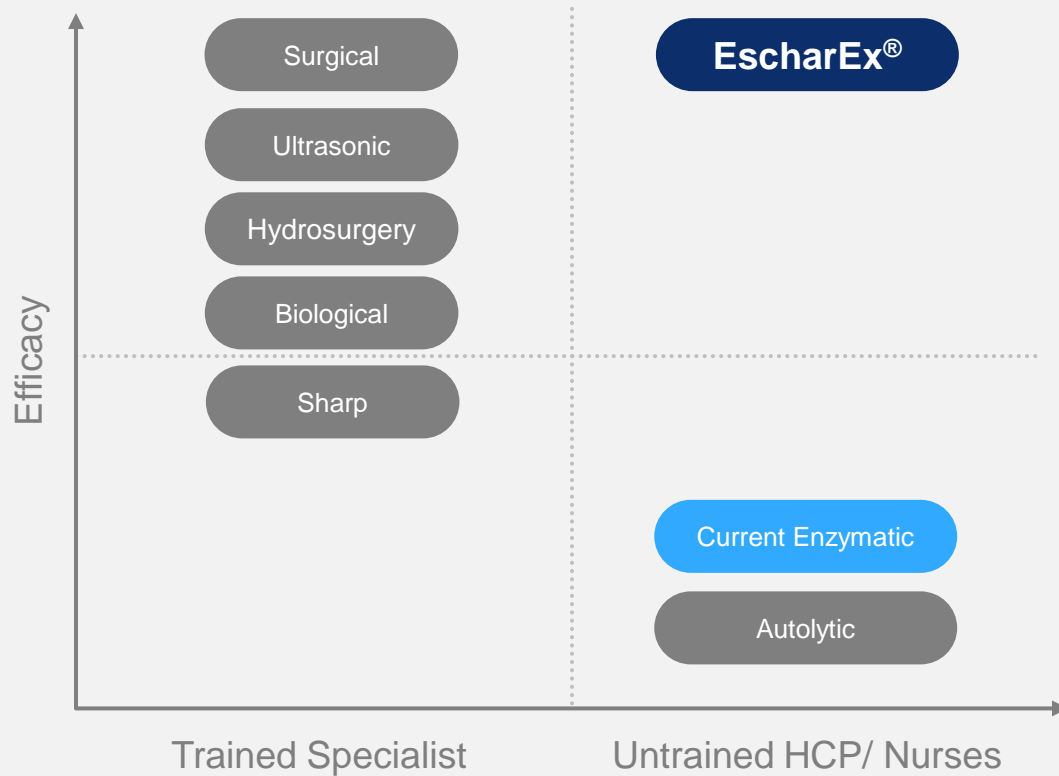 Surgical
EscharEx®
Ultrasonic
Hydrosurgery
Biological
Sharp
Current Enzymatic
Autolytic
Efficacy
Trained Specialist
Untrained HCP/ Nurses